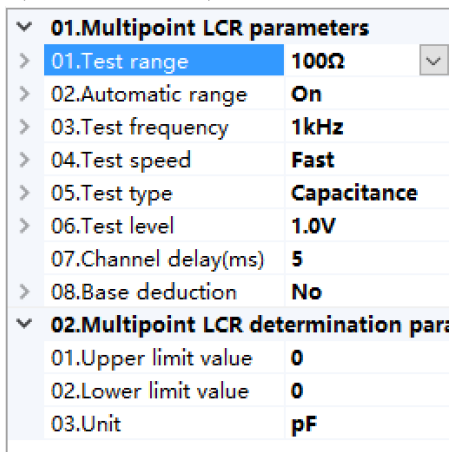 01.Multipoint LCR parameters
01.Test range 100Ω
02.Automatic range On
03.Test frequency 1kHz
04.Test speed Fast
05.Test type Capacitance
06.Test level 1.0V
07.Channel delay(ms) 5
08.Base deduction No
02.Multipoint LCR determination para
01.Upper limit value 0
02.Lower limit value 0
03.Unit pF